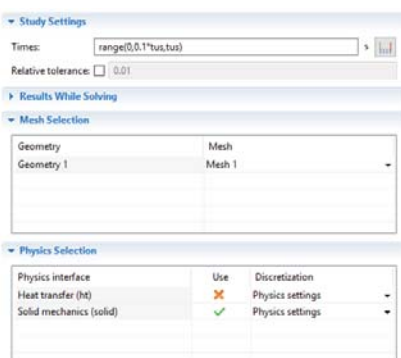 Study Settings
Times: range(0,0.1*tus,tus) s
Relative tolerance: 0.01
Results While Solving
Mesh Selection
Geometry Mesh
Geometry 1 Mesh 1
Physics Selection
Physics interface Use Discretization
Heat transfer (ht) Physics settings
Solid mechanics (solid) Physics settings